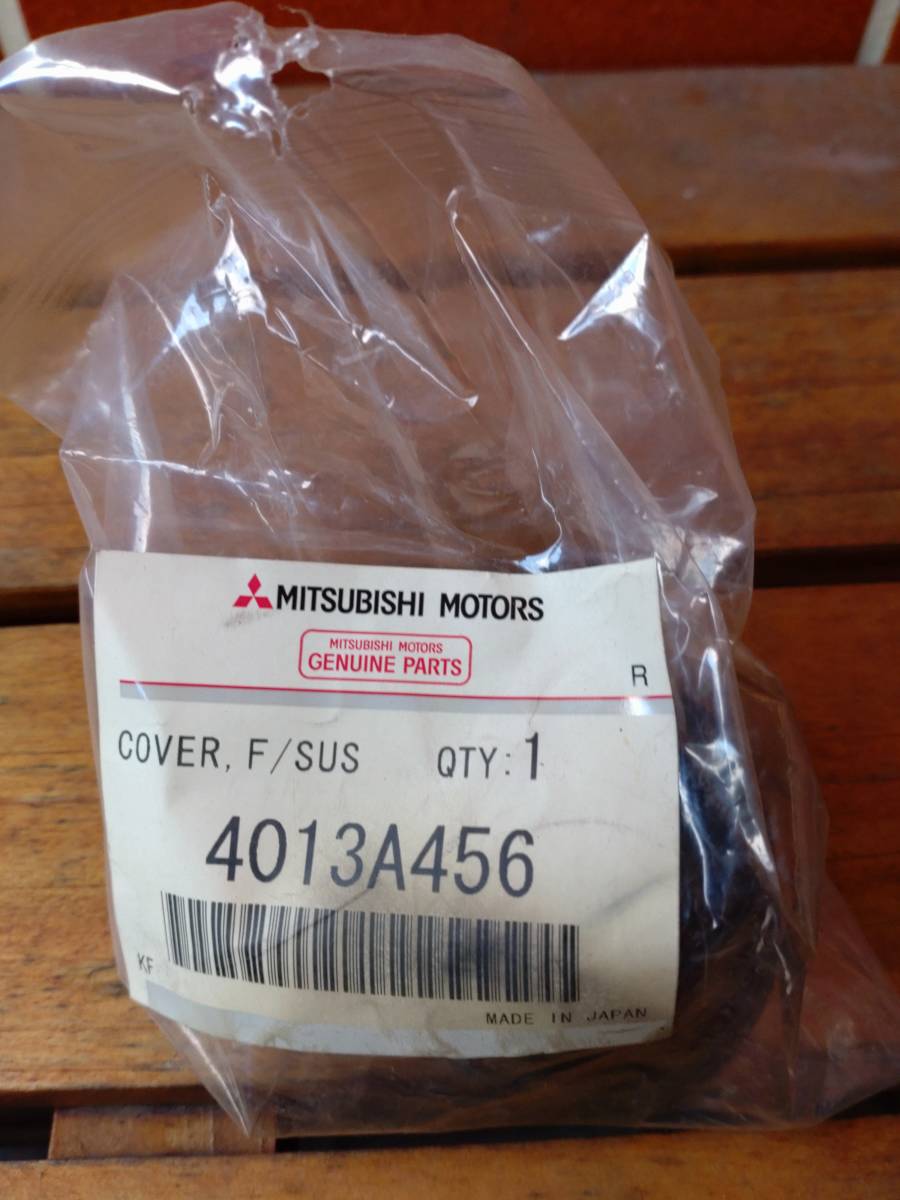 MITSUBISHI MOTORS
MITSUBISHI MOTORS
GENUINE PARTS
R
COVER, F/SUS QTY: 1
4013A456
KF
MADE IN JAPAN